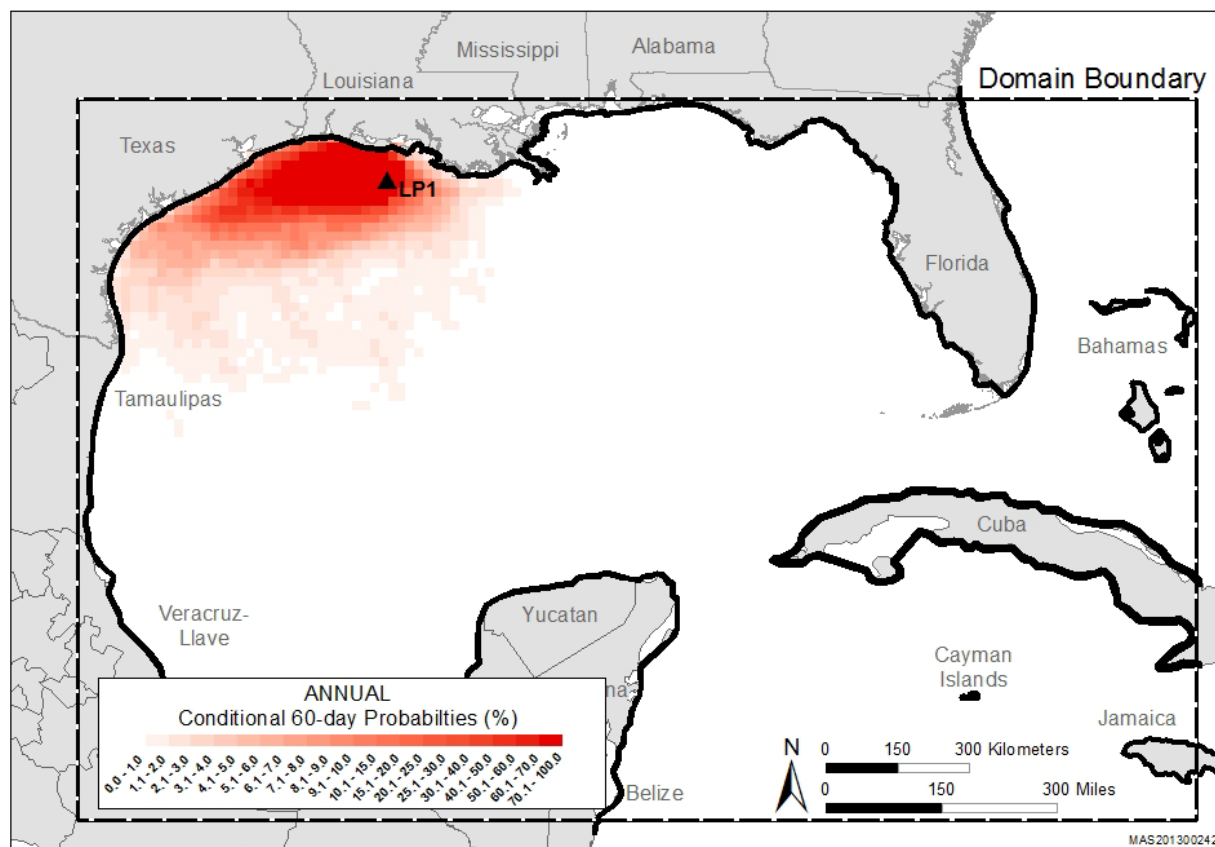 Mississippi
Alabama
Louisiana
Domain Boundary
Texas
LP1
Florida
Bahamas
Tamaulipas
Cuba
Yucatan
Veracruz-
Llave
Cayman
Islands
na
Jamaica
Belize
ANNUAL
Conditional 60-day Probabilties (%)
0.0 - 1.0
1.1 - 2.0
2.1 - 3.0
3.1 - 4.0
4.1 - 5.0
5.1 - 6.0
6.1 - 7.0
7.1 - 8.0
8.1 - 9.0
9.1 - 10.0
10.1 - 15.0
15.1 - 20.0
20.1 - 25.0
25.1 - 30.0
30.1 - 40.0
40.1 - 50.0
50.1 - 60.0
60.1 - 70.0
70.1 - 100.0
N
0 150 300 Kilometers
0 150 300 Miles
MAS201300242